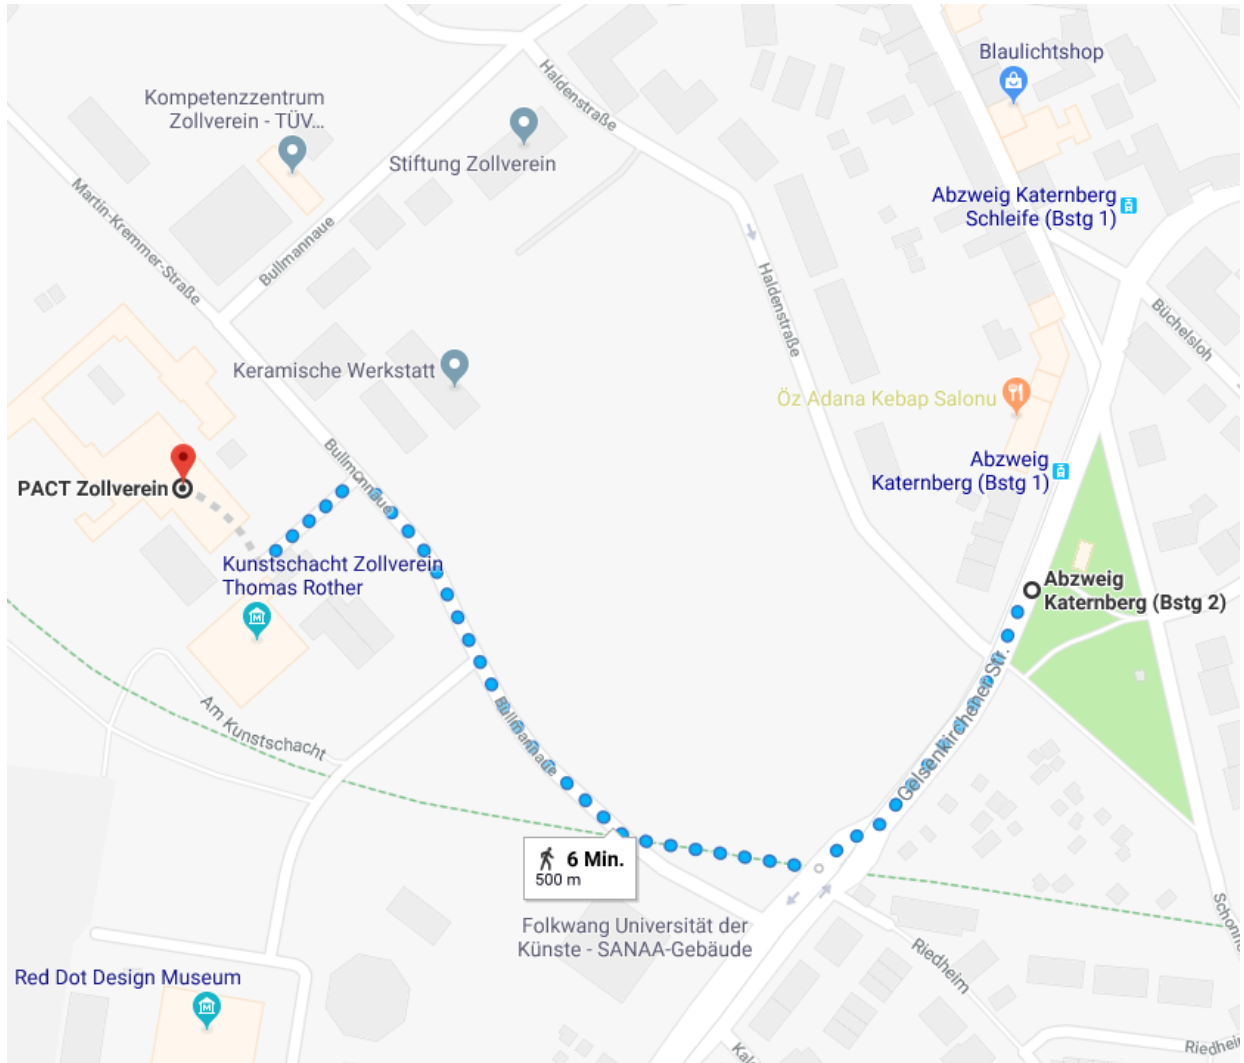 Blaulichtshop
Haldenstraße
Kompetenzzentrum
Zollverein - TÜV...
Stiftung Zollverein
Martin-Kremmer-Straße
Abzweig Katernberg
Schleife (Bstg 1)
Bullmannaue
Haldenstraße
Büchelsloh
Keramische Werkstatt
Öz Adana Kebap Salonu
Bullmannaue
Abzweig
Katernberg (Bstg 1)
PACT Zollverein
Kunstschacht Zollverein
Thomas Rother
Abzweig
Katernberg (Bstg 2)
Gelsenkirchener Str.
Am Kunstschacht
Bullmannaue
6 Min.
500 m
Folkwang Universität der
Künste - SANAA-Gebäude
Riedheim
Red Dot Design Museum
Riedheim